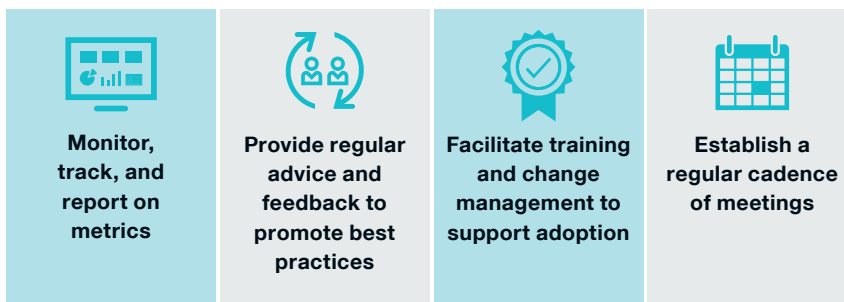 Monitor,
track, and
report on
metrics
Provide regular
advice and
feedback to
promote best
practices
Facilitate training
and change
management to
support adoption
Establish a
regular cadence
of meetings